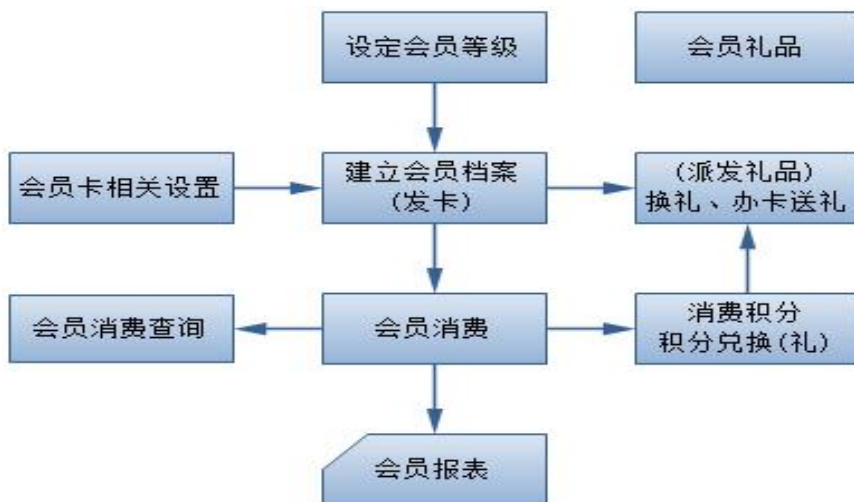 设定会员等级
会员礼品
会员卡相关设置
建立会员档案
(发卡)
(派发礼品)
换礼、办卡送礼
会员消费查询
会员消费
消费积分
积分兑换(礼)
会员报表